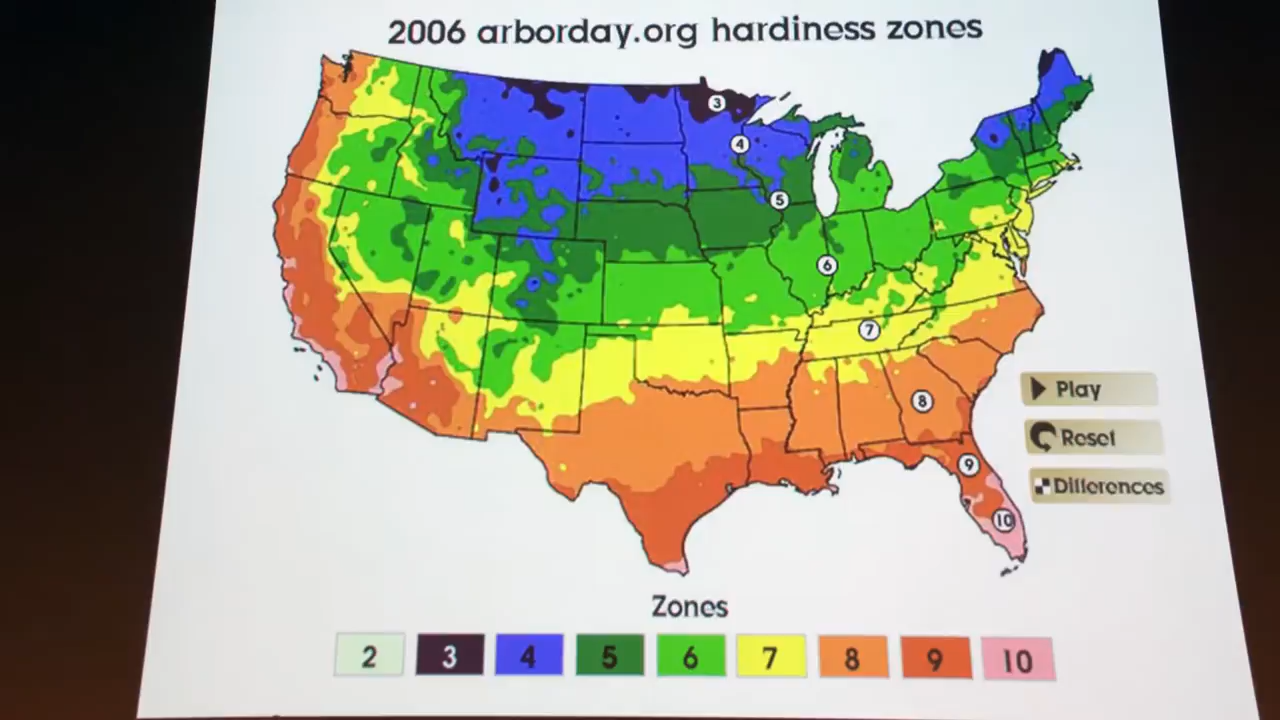 2006 arborday.org hardiness zones
3
4
5
6
7
8
9
10
Play
Reset
Differences
Zones
2 3 4 5 6 7 8 9 10